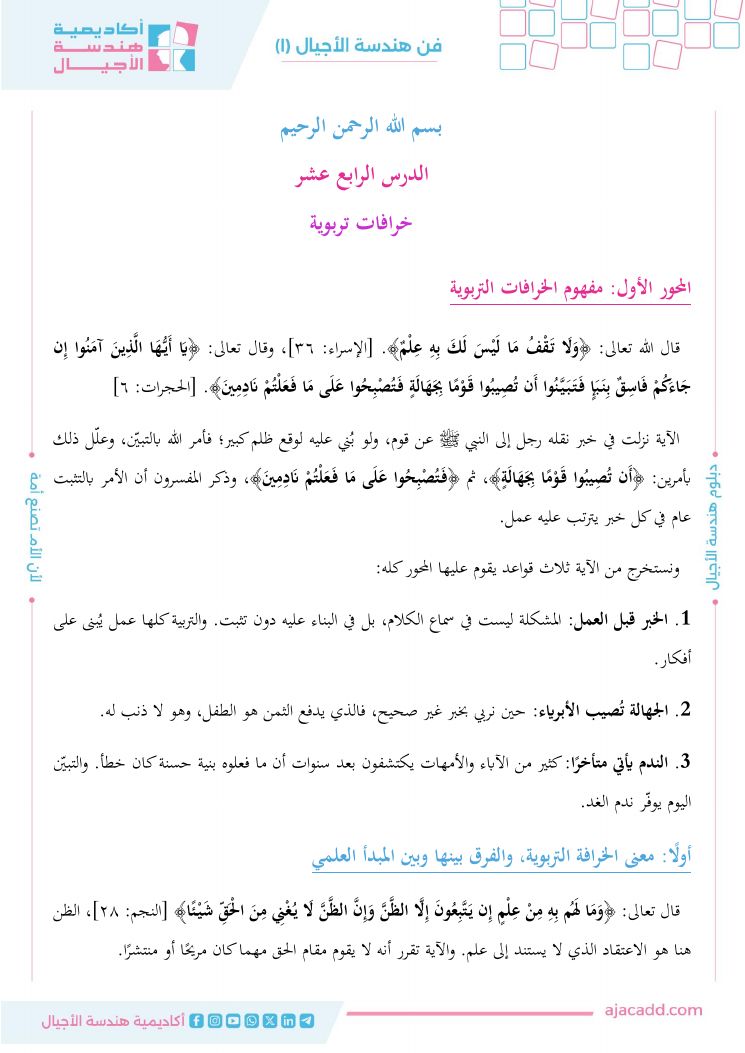 أكاديمية
هندسة
الأجيال
فن هندسة الأجيال (١)
بسم الله الرحمن الرحيم
الدرس الرابع عشر
خرافات تربوية
المحور الأول: مفهوم الخرافات التربوية
قال الله تعالى: ﴿وَلَا تَقْفُ مَا لَيْسَ لَكَ بِهِ عِلْمٌ﴾. [الإسراء: ٣٦]، وقال تعالى: ﴿يَا أَيُّهَا الَّذِينَ آمَنُوا إِن
جَاءَكُمْ فَاسِقٌ بِنَبَإٍ فَتَبَيَّنُوا أَن تُصِيبُوا قَوْمًا بِجَهَالَةٍ فَتُصْبِحُوا عَلَى مَا فَعَلْتُمْ نَادِمِينَ﴾. [الحجرات: ٦]
الآية نزلت في خبر نقله رجل إلى النبي ﷺ عن قوم، ولو بُني عليه لوقع ظلم كبير؛ فأمر الله بالتبيّن، وعلّل ذلك
بأمرين: ﴿أَن تُصِيبُوا قَوْمًا بِجَهَالَةٍ﴾، ثم ﴿فَتُصْبِحُوا عَلَى مَا فَعَلْتُمْ نَادِمِينَ﴾، وذكر المفسرون أن الأمر بالتثبت
عام في كل خبر يترتب عليه عمل.
ونستخرج من الآية ثلاث قواعد يقوم عليها المحور كله:
1. الخبر قبل العمل: المشكلة ليست في سماع الكلام، بل في البناء عليه دون تثبت. والتربية كلها عمل يُبنى على
أفكار.
2. الجهالة تُصيب الأبرياء: حين نربي بخبر غير صحيح، فالذي يدفع الثمن هو الطفل، وهو لا ذنب له.
3. الندم يأتي متأخرًا: كثير من الآباء والأمهات يكتشفون بعد سنوات أن ما فعلوه بنية حسنة كان خطأ. والتبيّن
اليوم يوفّر ندم الغد.
أولًا: معنى الخرافة التربوية، والفرق بينها وبين المبدأ العلمي
قال تعالى: ﴿وَمَا لَهُم بِهِ مِنْ عِلْمٍ إِن يَتَّبِعُونَ إِلَّا الظَّنَّ وَإِنَّ الظَّنَّ لَا يُغْنِي مِنَ الْحَقِّ شَيْئًا﴾ [النجم: ٢٨]، الظن
هنا هو الاعتقاد الذي لا يستند إلى علم. والآية تقرر أنه لا يقوم مقام الحق مهما كان مريحًا أو منتشرًا.
دبلوم هندسة الأجيال
لأن الأمـ تصنع أمة
أكاديمية هندسة الأجيال
ajacadd.com